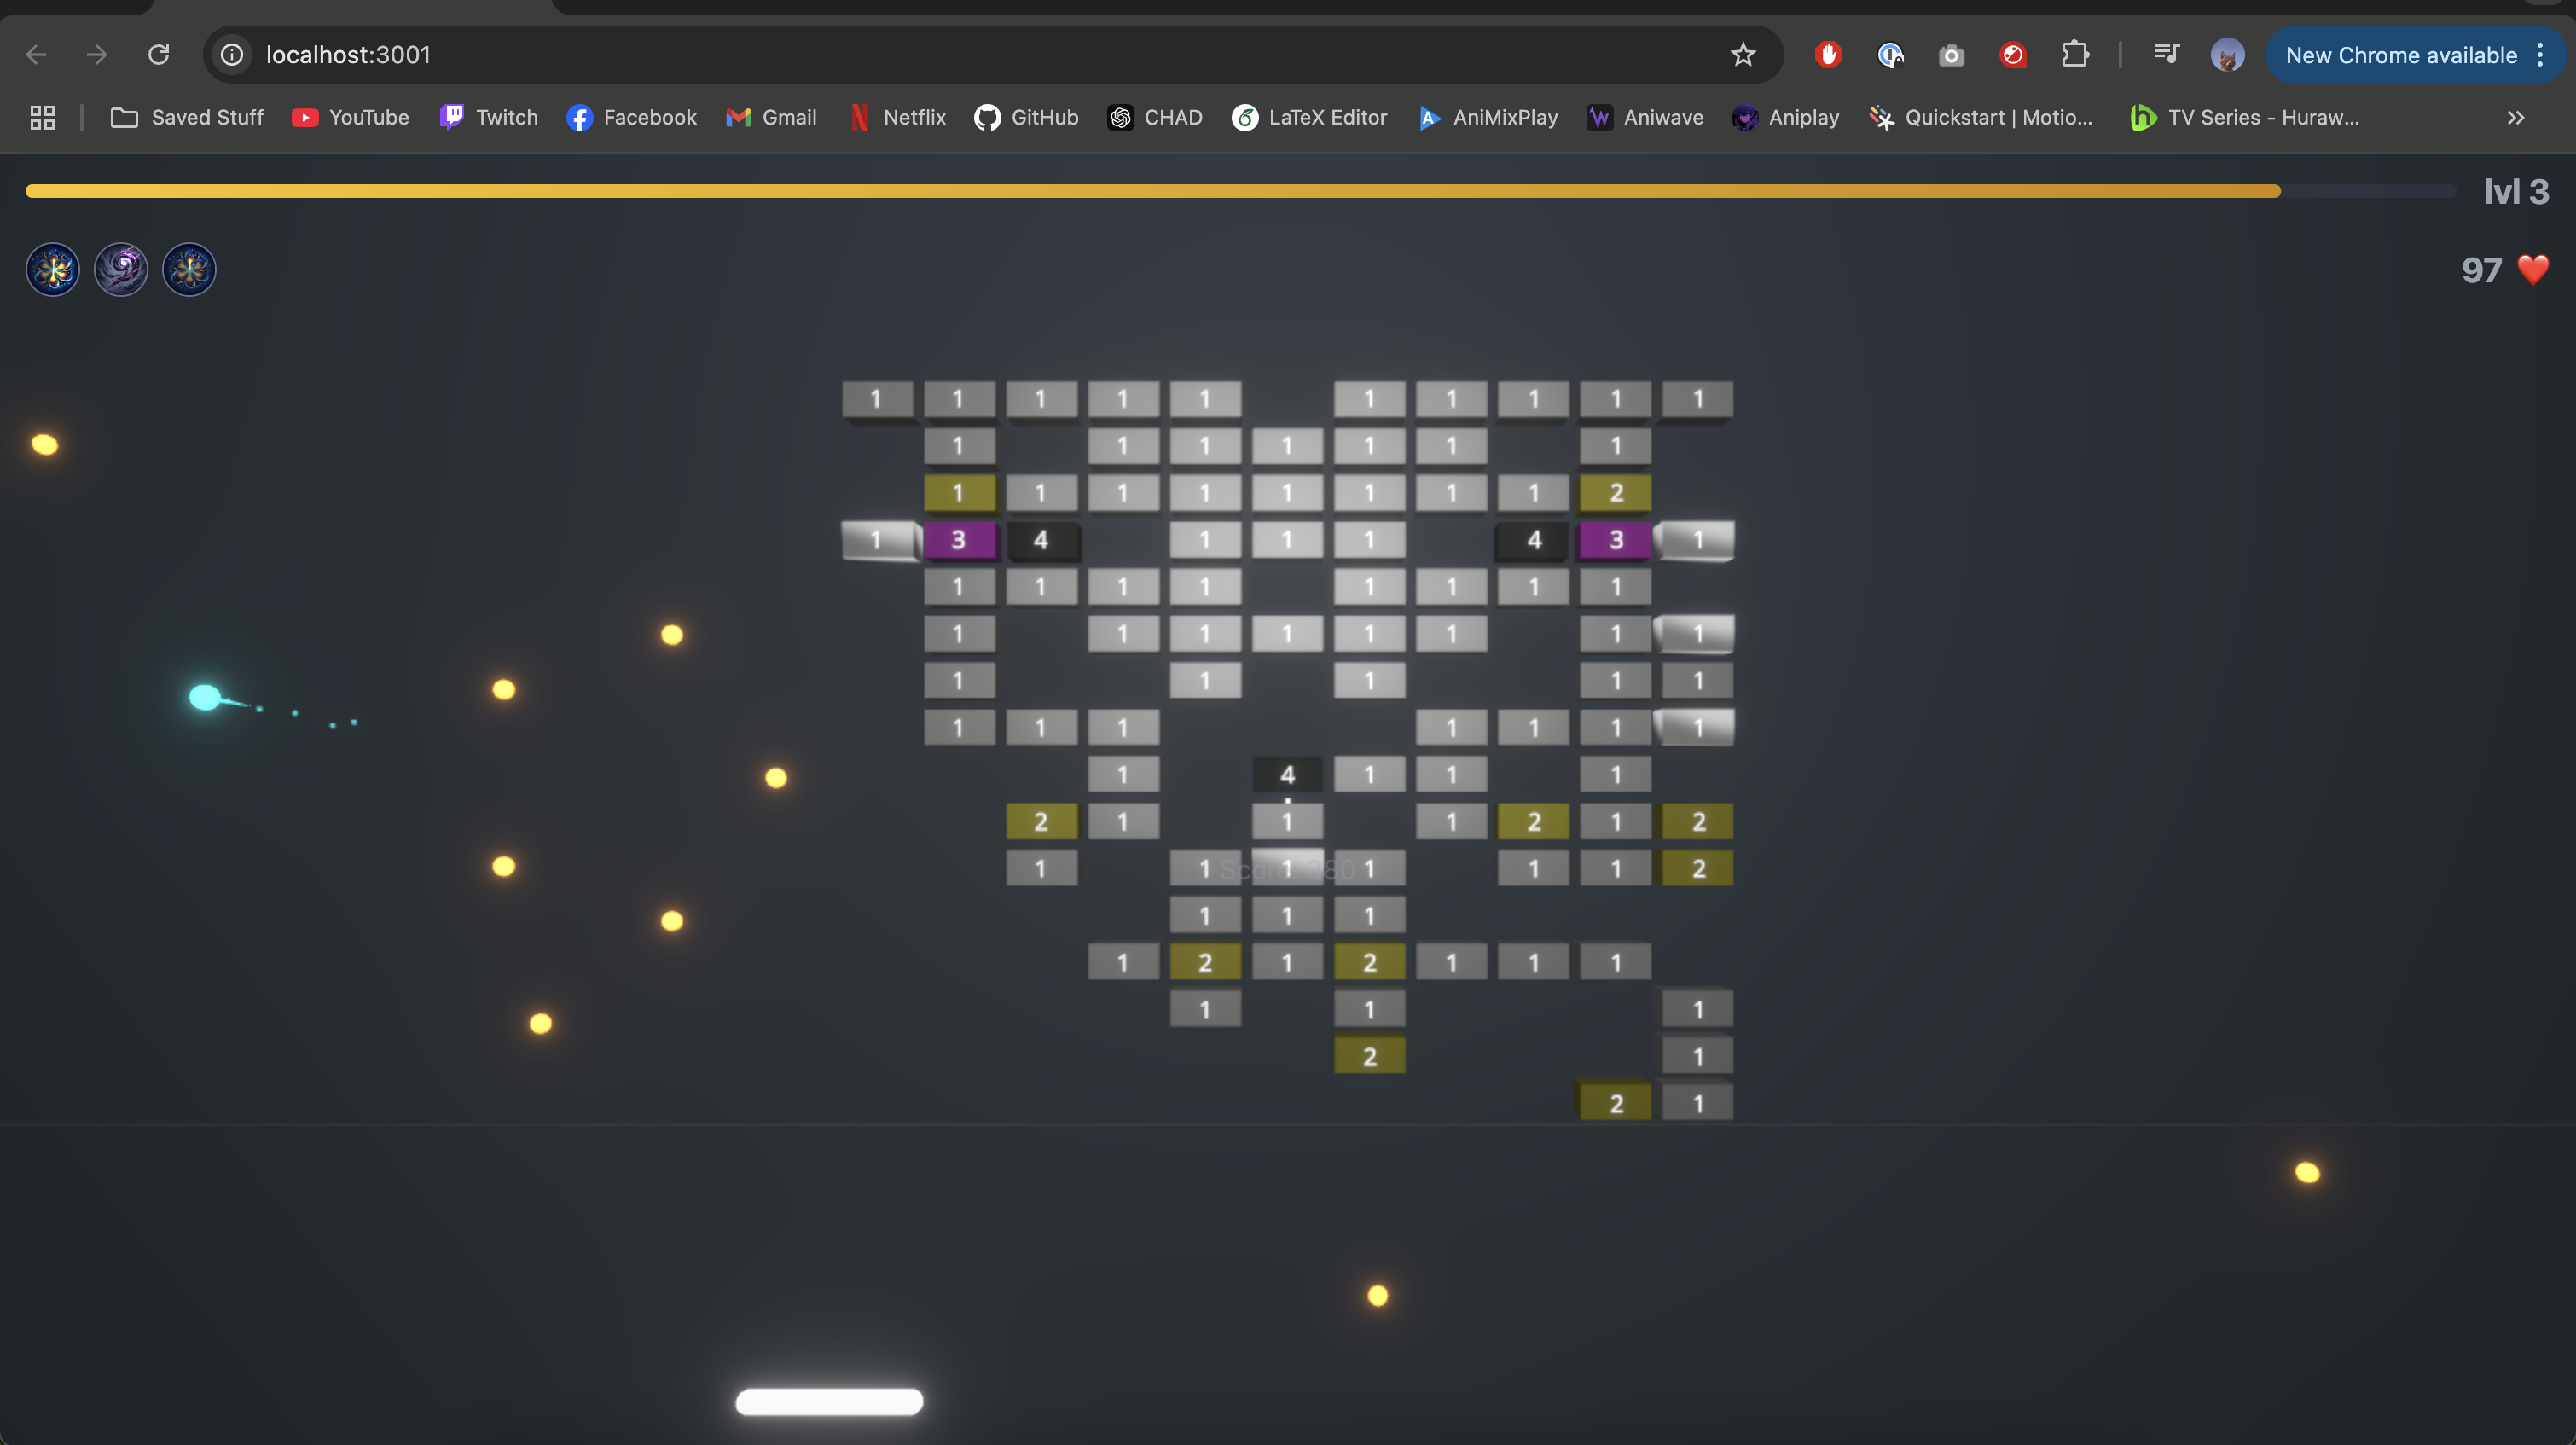 localhost:3001
New Chrome available
Saved Stuff YouTube Twitch Facebook Gmail Netflix GitHub CHAD LaTeX Editor AniMixPlay Aniwave Aniplay Quickstart | Motio... TV Series - Huraw...
lvl 3
97
1 1 1 1 1 1 1 1 1 1
1 1 1 1 1 1 1
1 1 1 1 1 1 1 1 2
1 3 4 1 1 1 4 3 1
1 1 1 1 1 1 1 1
1 1 1 1 1 1 1 1
1 1 1 1 1
1 1 1 1 1 1 1
1 4 1 1 1
2 1 1 1 2 1 2
1 1 1 1 1 1 2
1 1 1
1 2 1 2 1 1 1
1 1 1
2 1
2 1